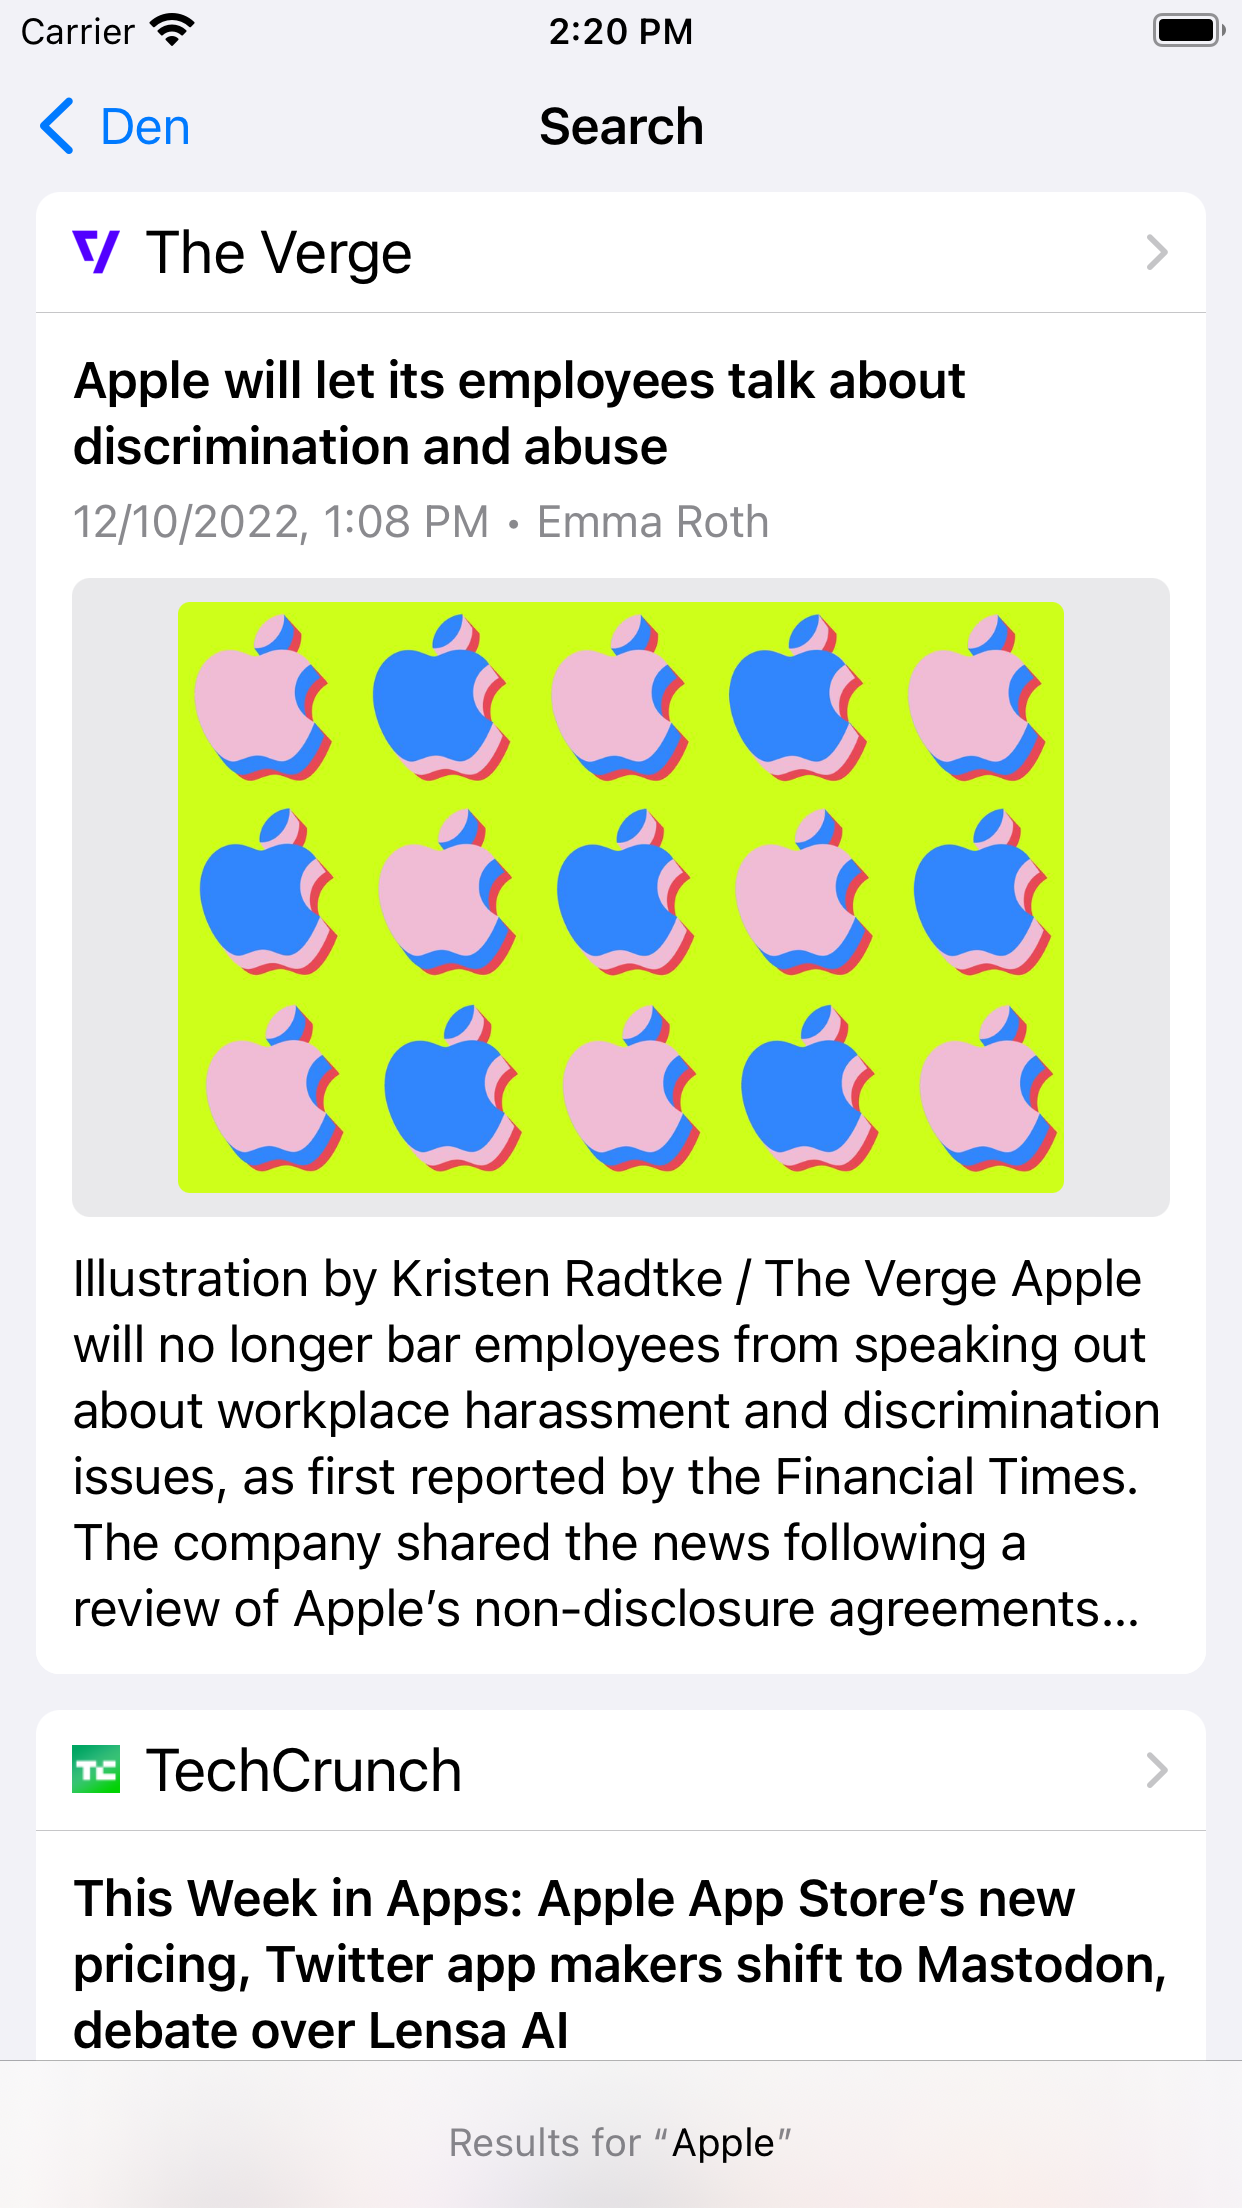 Carrier 2:20 PM
Den Search
The Verge
Apple will let its employees talk about
discrimination and abuse
12/10/2022, 1:08 PM • Emma Roth
Illustration by Kristen Radtke / The Verge Apple
will no longer bar employees from speaking out
about workplace harassment and discrimination
issues, as first reported by the Financial Times.
The company shared the news following a
review of Apple’s non-disclosure agreements...
TC TechCrunch
This Week in Apps: Apple App Store’s new
pricing, Twitter app makers shift to Mastodon,
debate over Lensa AI
Results for “Apple”